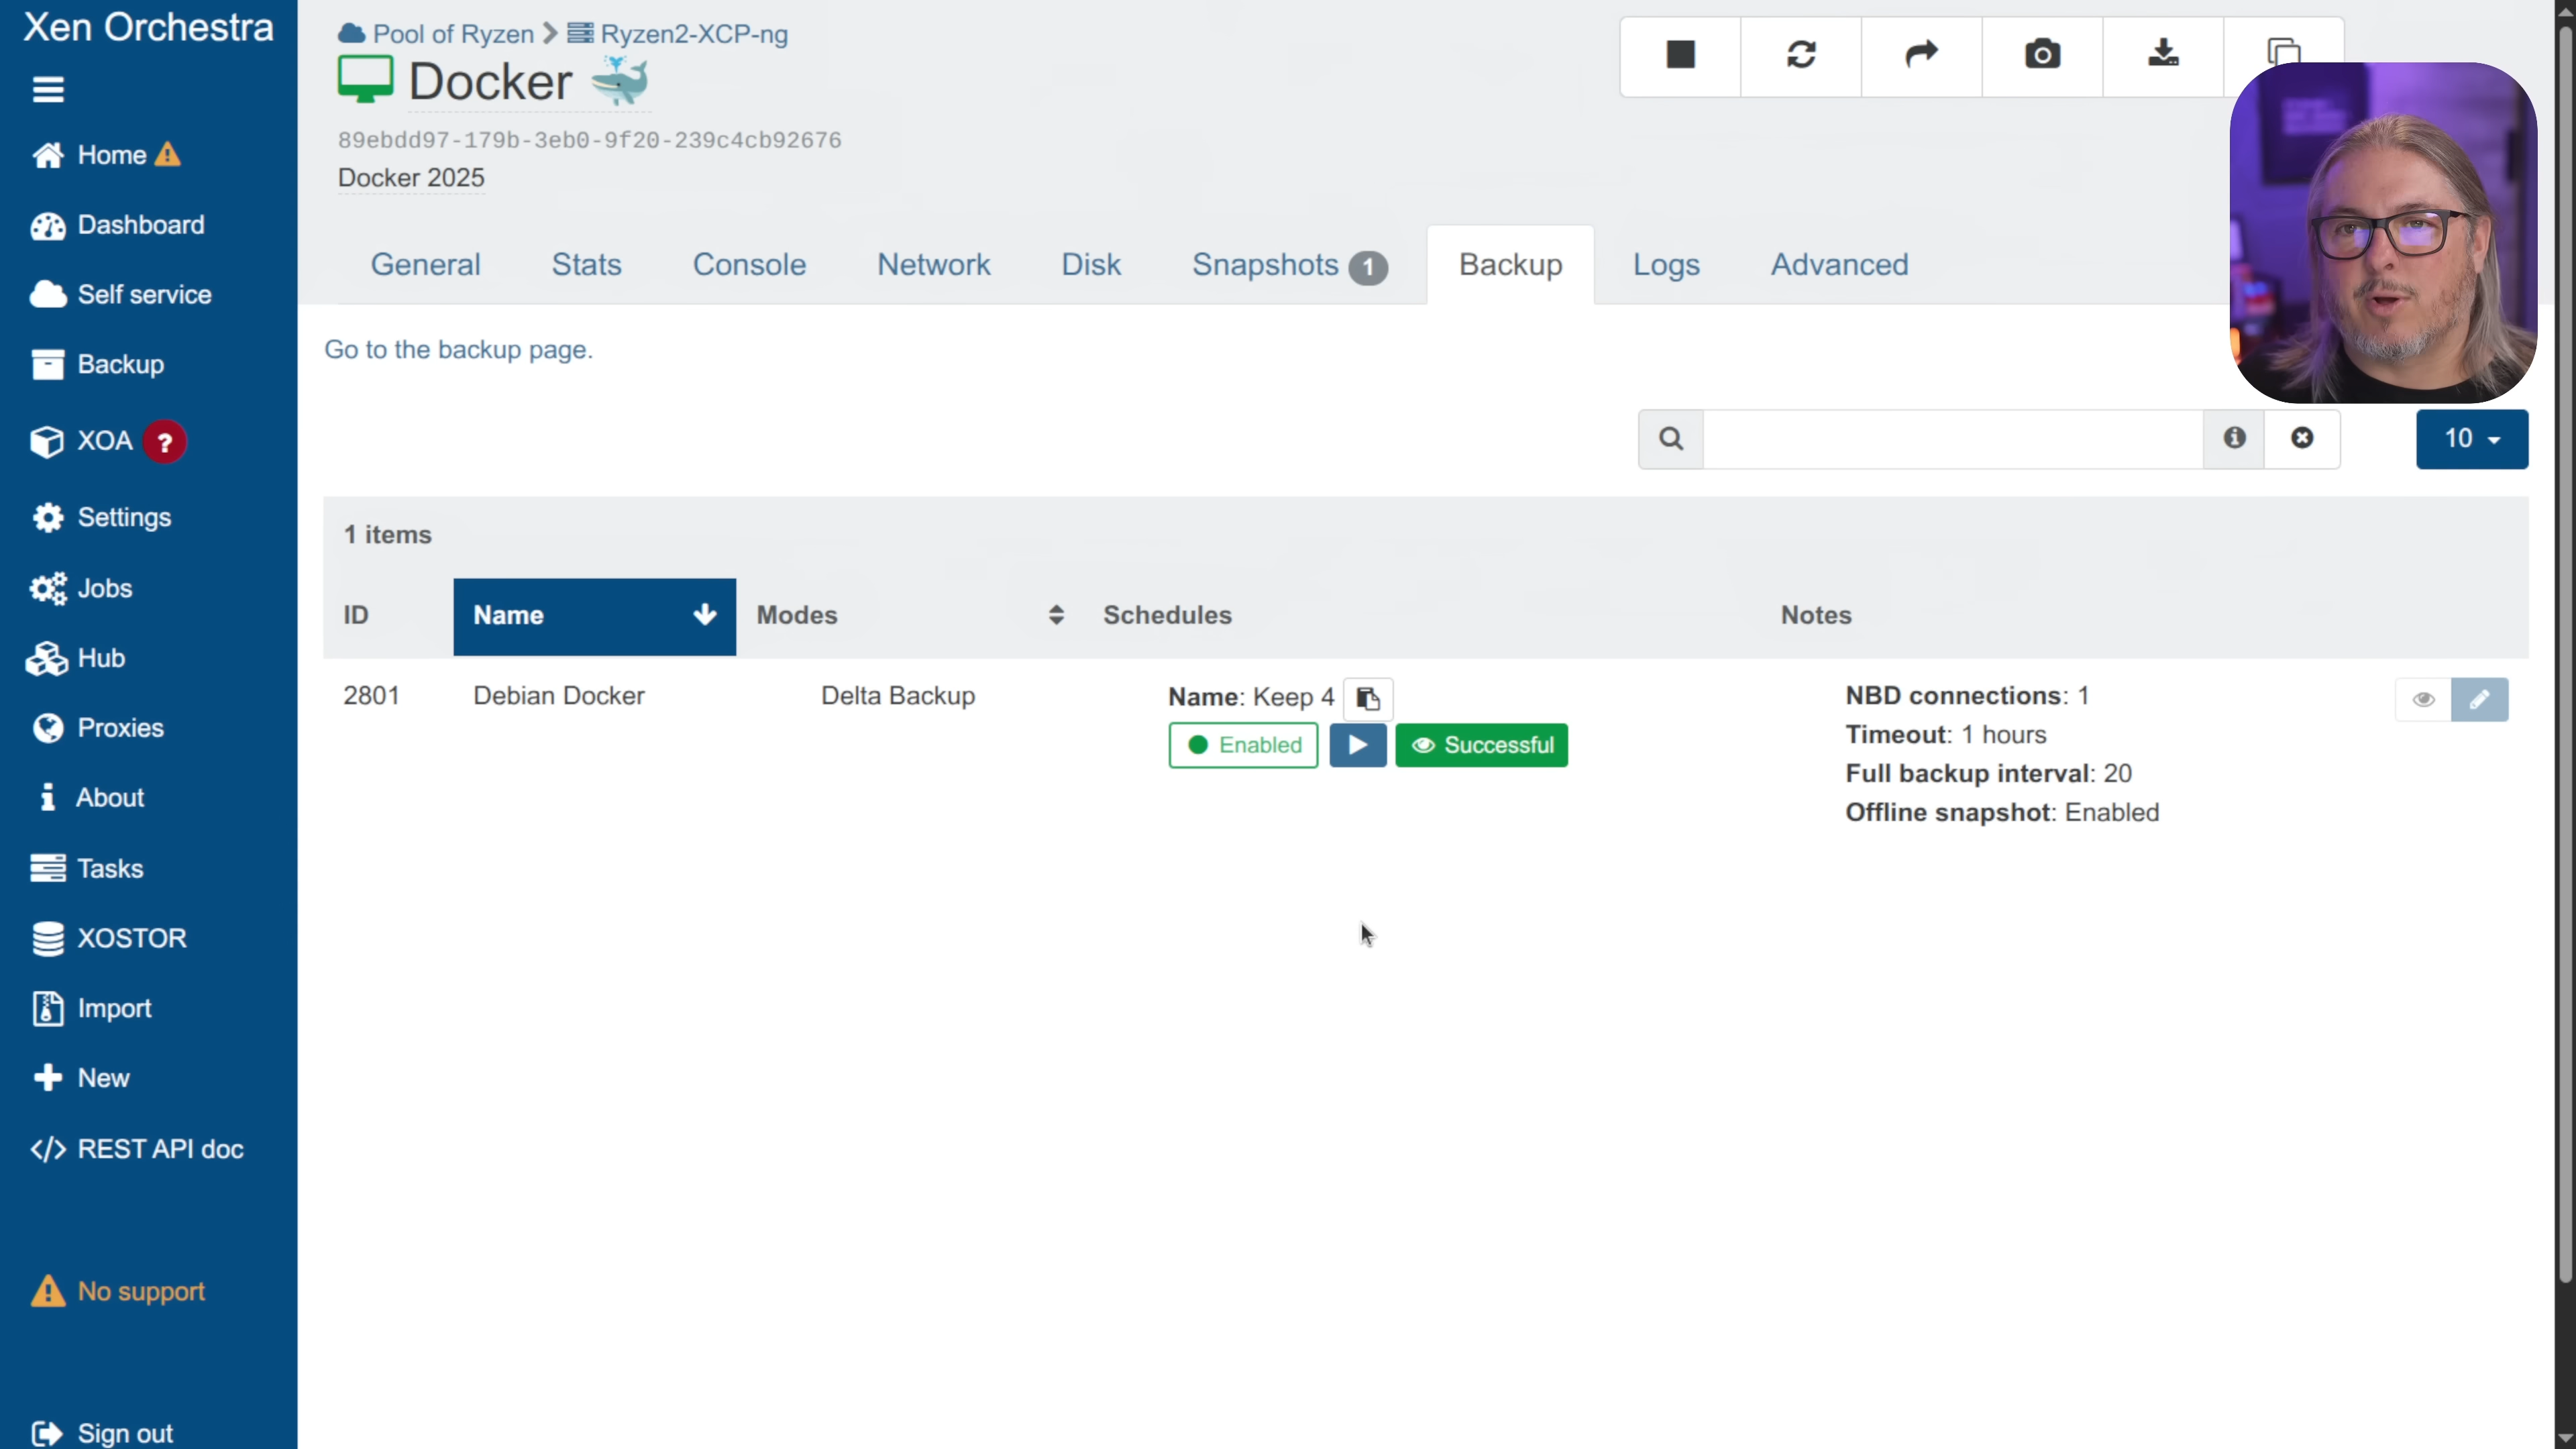 Xen Orchestra
Home
Dashboard
Self service
Backup
XOA ?
Settings
Jobs
Hub
Proxies
About
Tasks
XOSTOR
Import
New
REST API doc
No support
Sign out
Pool of Ryzen Ryzen2-XCP-ng
Docker
89ebdd97-179b-3eb0-9f20-239c4cb92676
Docker 2025
General Stats Console Network Disk Snapshots 1 Backup Logs Advanced
Go to the backup page.
10
1 items
ID Name Modes Schedules Notes
2801 Debian Docker Delta Backup
Name: Keep 4
Enabled Successful
NBD connections: 1
Timeout: 1 hours
Full backup interval: 20
Offline snapshot: Enabled